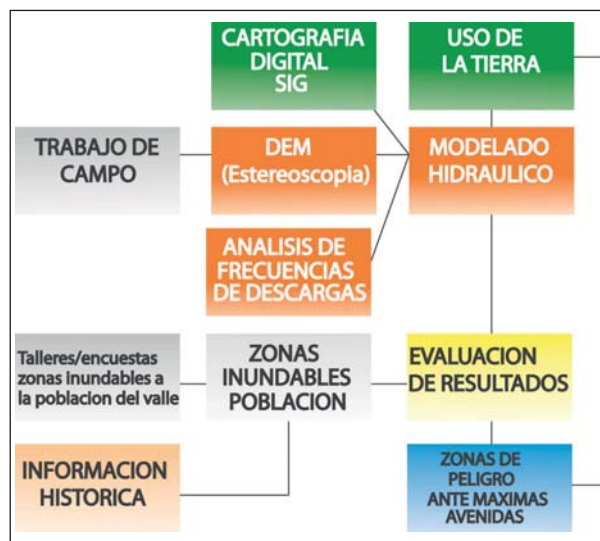 CARTOGRAFIA
DIGITAL
SIG
USO DE
LA TIERRA
TRABAJO DE
CAMPO
DEM
(Estereoscopia)
MODELADO
HIDRAULICO
ANALISIS DE
FRECUENCIAS
DE DESCARGAS
Talleres/encuestas
zonas inundables a
la poblacion del valle
ZONAS
INUNDABLES
POBLACION
EVALUACION
DE RESULTADOS
INFORMACION
HISTORICA
ZONAS DE
PELIGRO
ANTE MAXIMAS
AVENIDAS